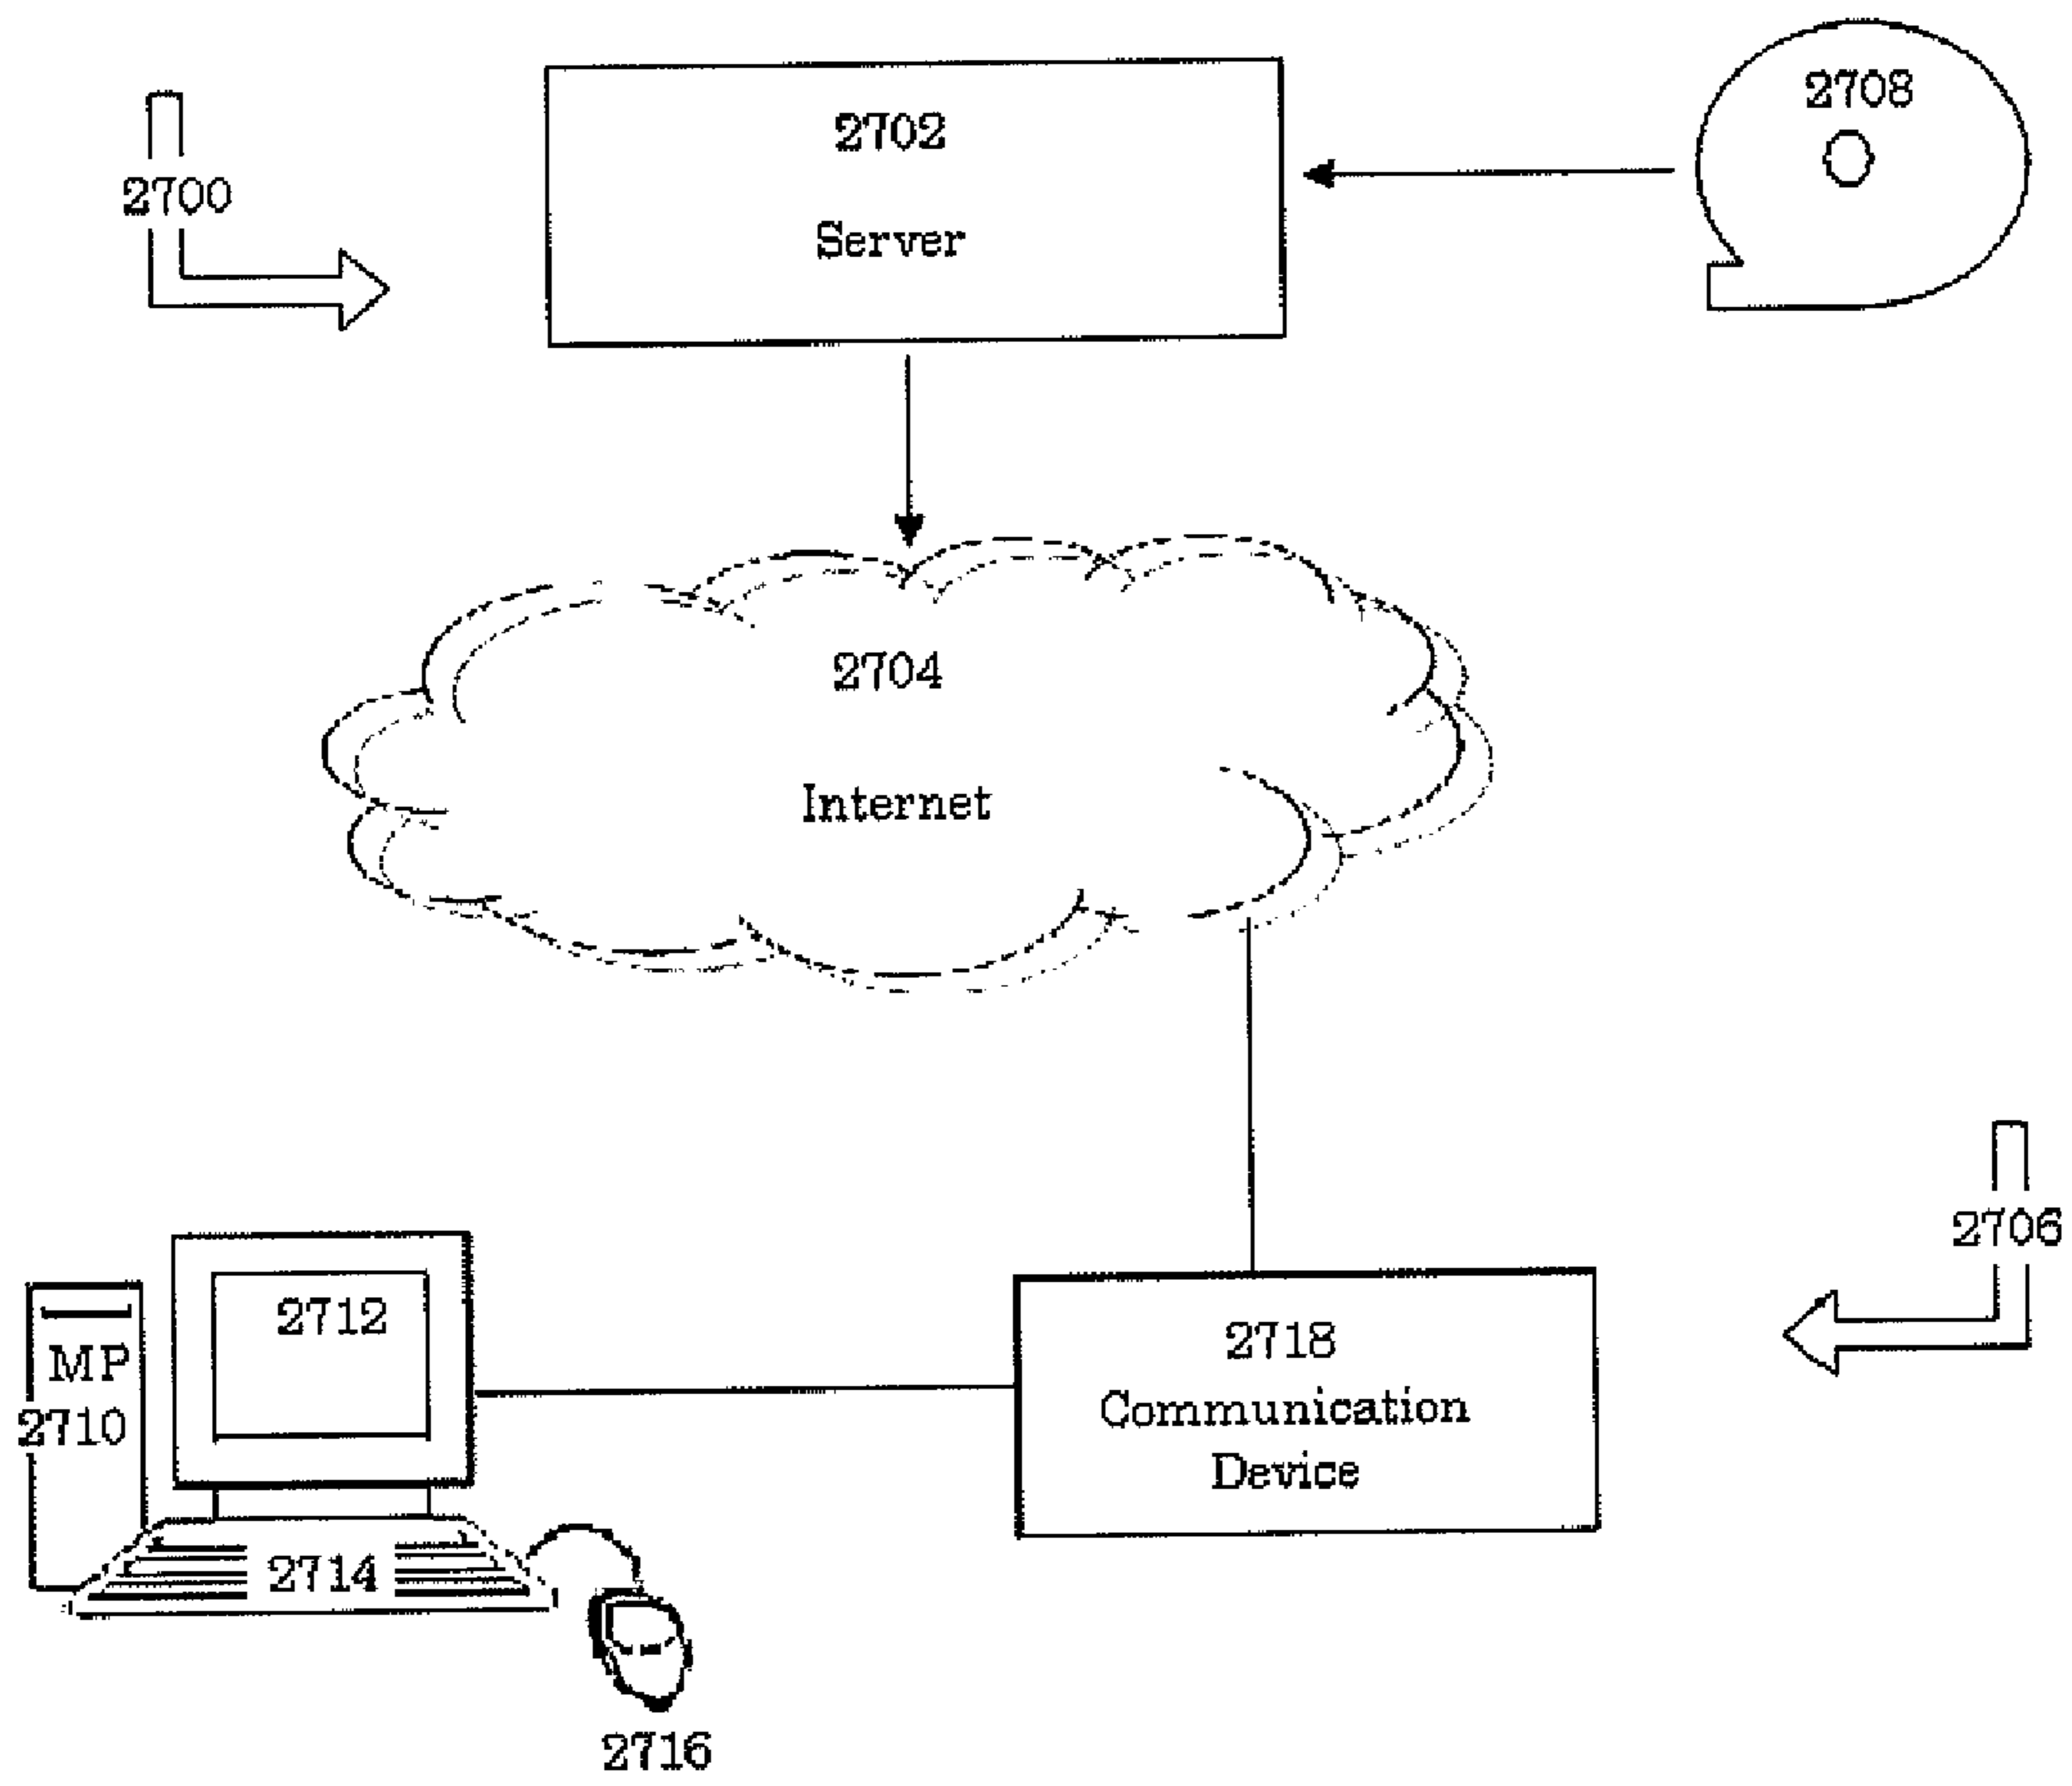 2708
2702
2700
Server
2704
Internet
2706
2712
2718
MP
Communication
2710
Device
2714
2716